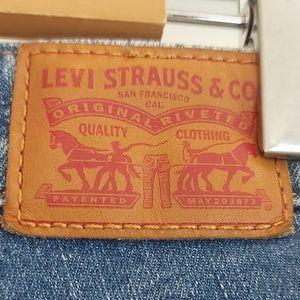 LEVI STRAUSS & CO
SAN FRANCISCO
CAL.
ORIGINAL RIVETED
QUALITY CLOTHING
PATENTED MAY 20 1873